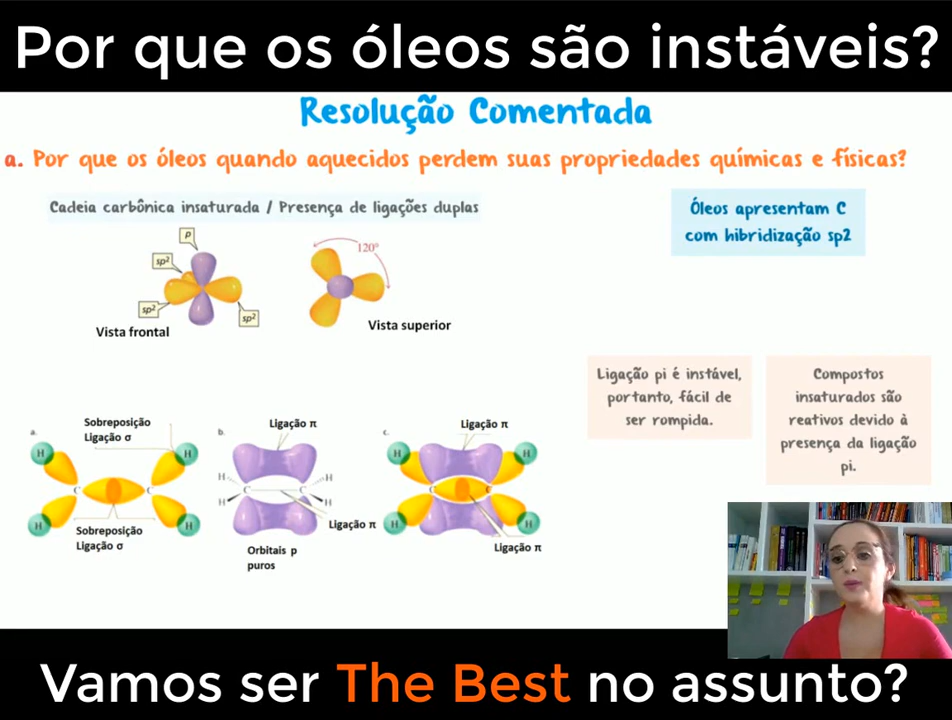 Por que os óleos são instáveis?
Resolução Comentada
a. Por que os óleos quando aquecidos perdem suas propriedades químicas e físicas?
Cadeia carbônica insaturada / Presença de ligações duplas
Óleos apresentam C
com hibridização sp2
p
sp²
sp²
sp²
Vista frontal
120°
Vista superior
Ligação pi é instável,
portanto, fácil de
ser rompida.
Compostos
insaturados são
reativos devido à
presença da ligação
pi.
a.
Sobreposição
Ligação σ
H
H
C
C
H
H
Sobreposição
Ligação σ
b.
Ligação π
H
H
C
C
H
H
Ligação π
Orbitais p
puros
c.
Ligação π
H
H
C
C
H
H
Ligação π
Vamos ser The Best no assunto?